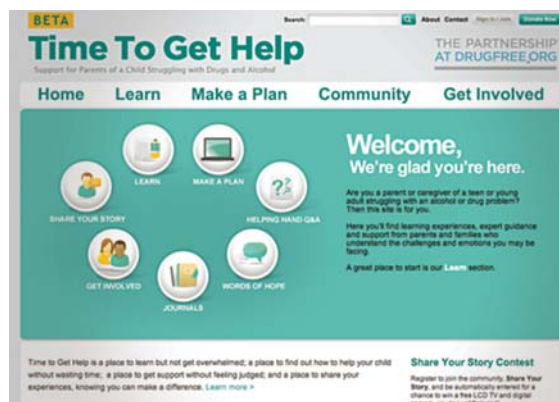 BETA
Search:
About Contact Sign In / Join Donate Now
Time To Get Help
Support for Parents of a Child Struggling with Drugs and Alcohol
THE PARTNERSHIP
AT DRUGFREE.ORG
Home Learn Make a Plan Community Get Involved
LEARN
MAKE A PLAN
SHARE YOUR STORY
HELPING HAND Q&A
GET INVOLVED
WORDS OF HOPE
JOURNALS
Welcome,
We're glad you're here.
Are you a parent or caregiver of a teen or young
adult struggling with an alcohol or drug problem?
Then this site is for you.
Here you'll find learning experiences, expert guidance
and support from parents and families who
understand the challenges and emotions you may be
facing.
A great place to start is our Learn section.
Time to Get Help is a place to learn but not get overwhelmed; a place to find out how to help your child
without wasting time; a place to get support without feeling judged; and a place to share your
experiences, knowing you can make a difference. Learn more >
Share Your Story Contest
Register to join the community, Share Your
Story, and be automatically entered for a
chance to win a free LCD TV and digital